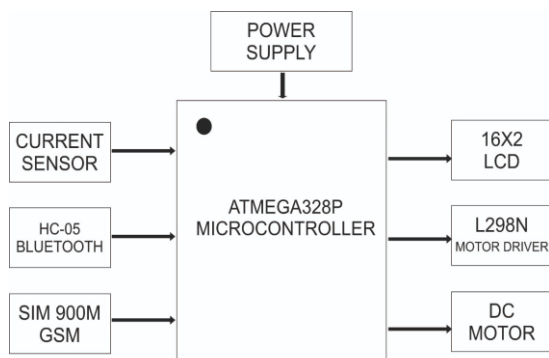 POWER
SUPPLY
CURRENT
SENSOR
HC-05
BLUETOOTH
SIM 900M
GSM
ATMEGA328P
MICROCONTROLLER
16X2
LCD
L298N
MOTOR DRIVER
DC
MOTOR